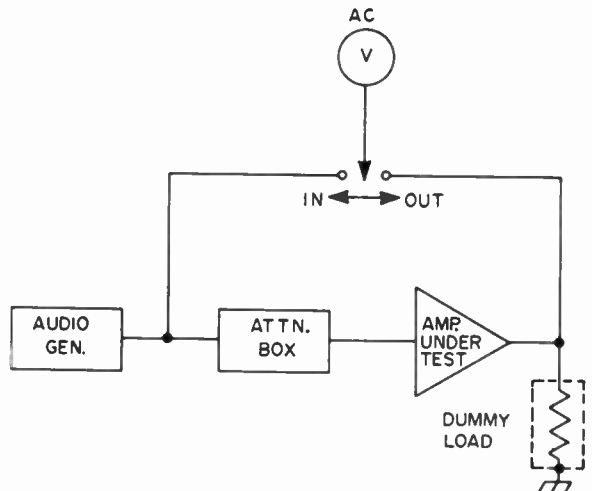 AC
V
IN OUT
AUDIO
GEN.
ATTN.
BOX
AMP.
UNDER
TEST
DUMMY
LOAD